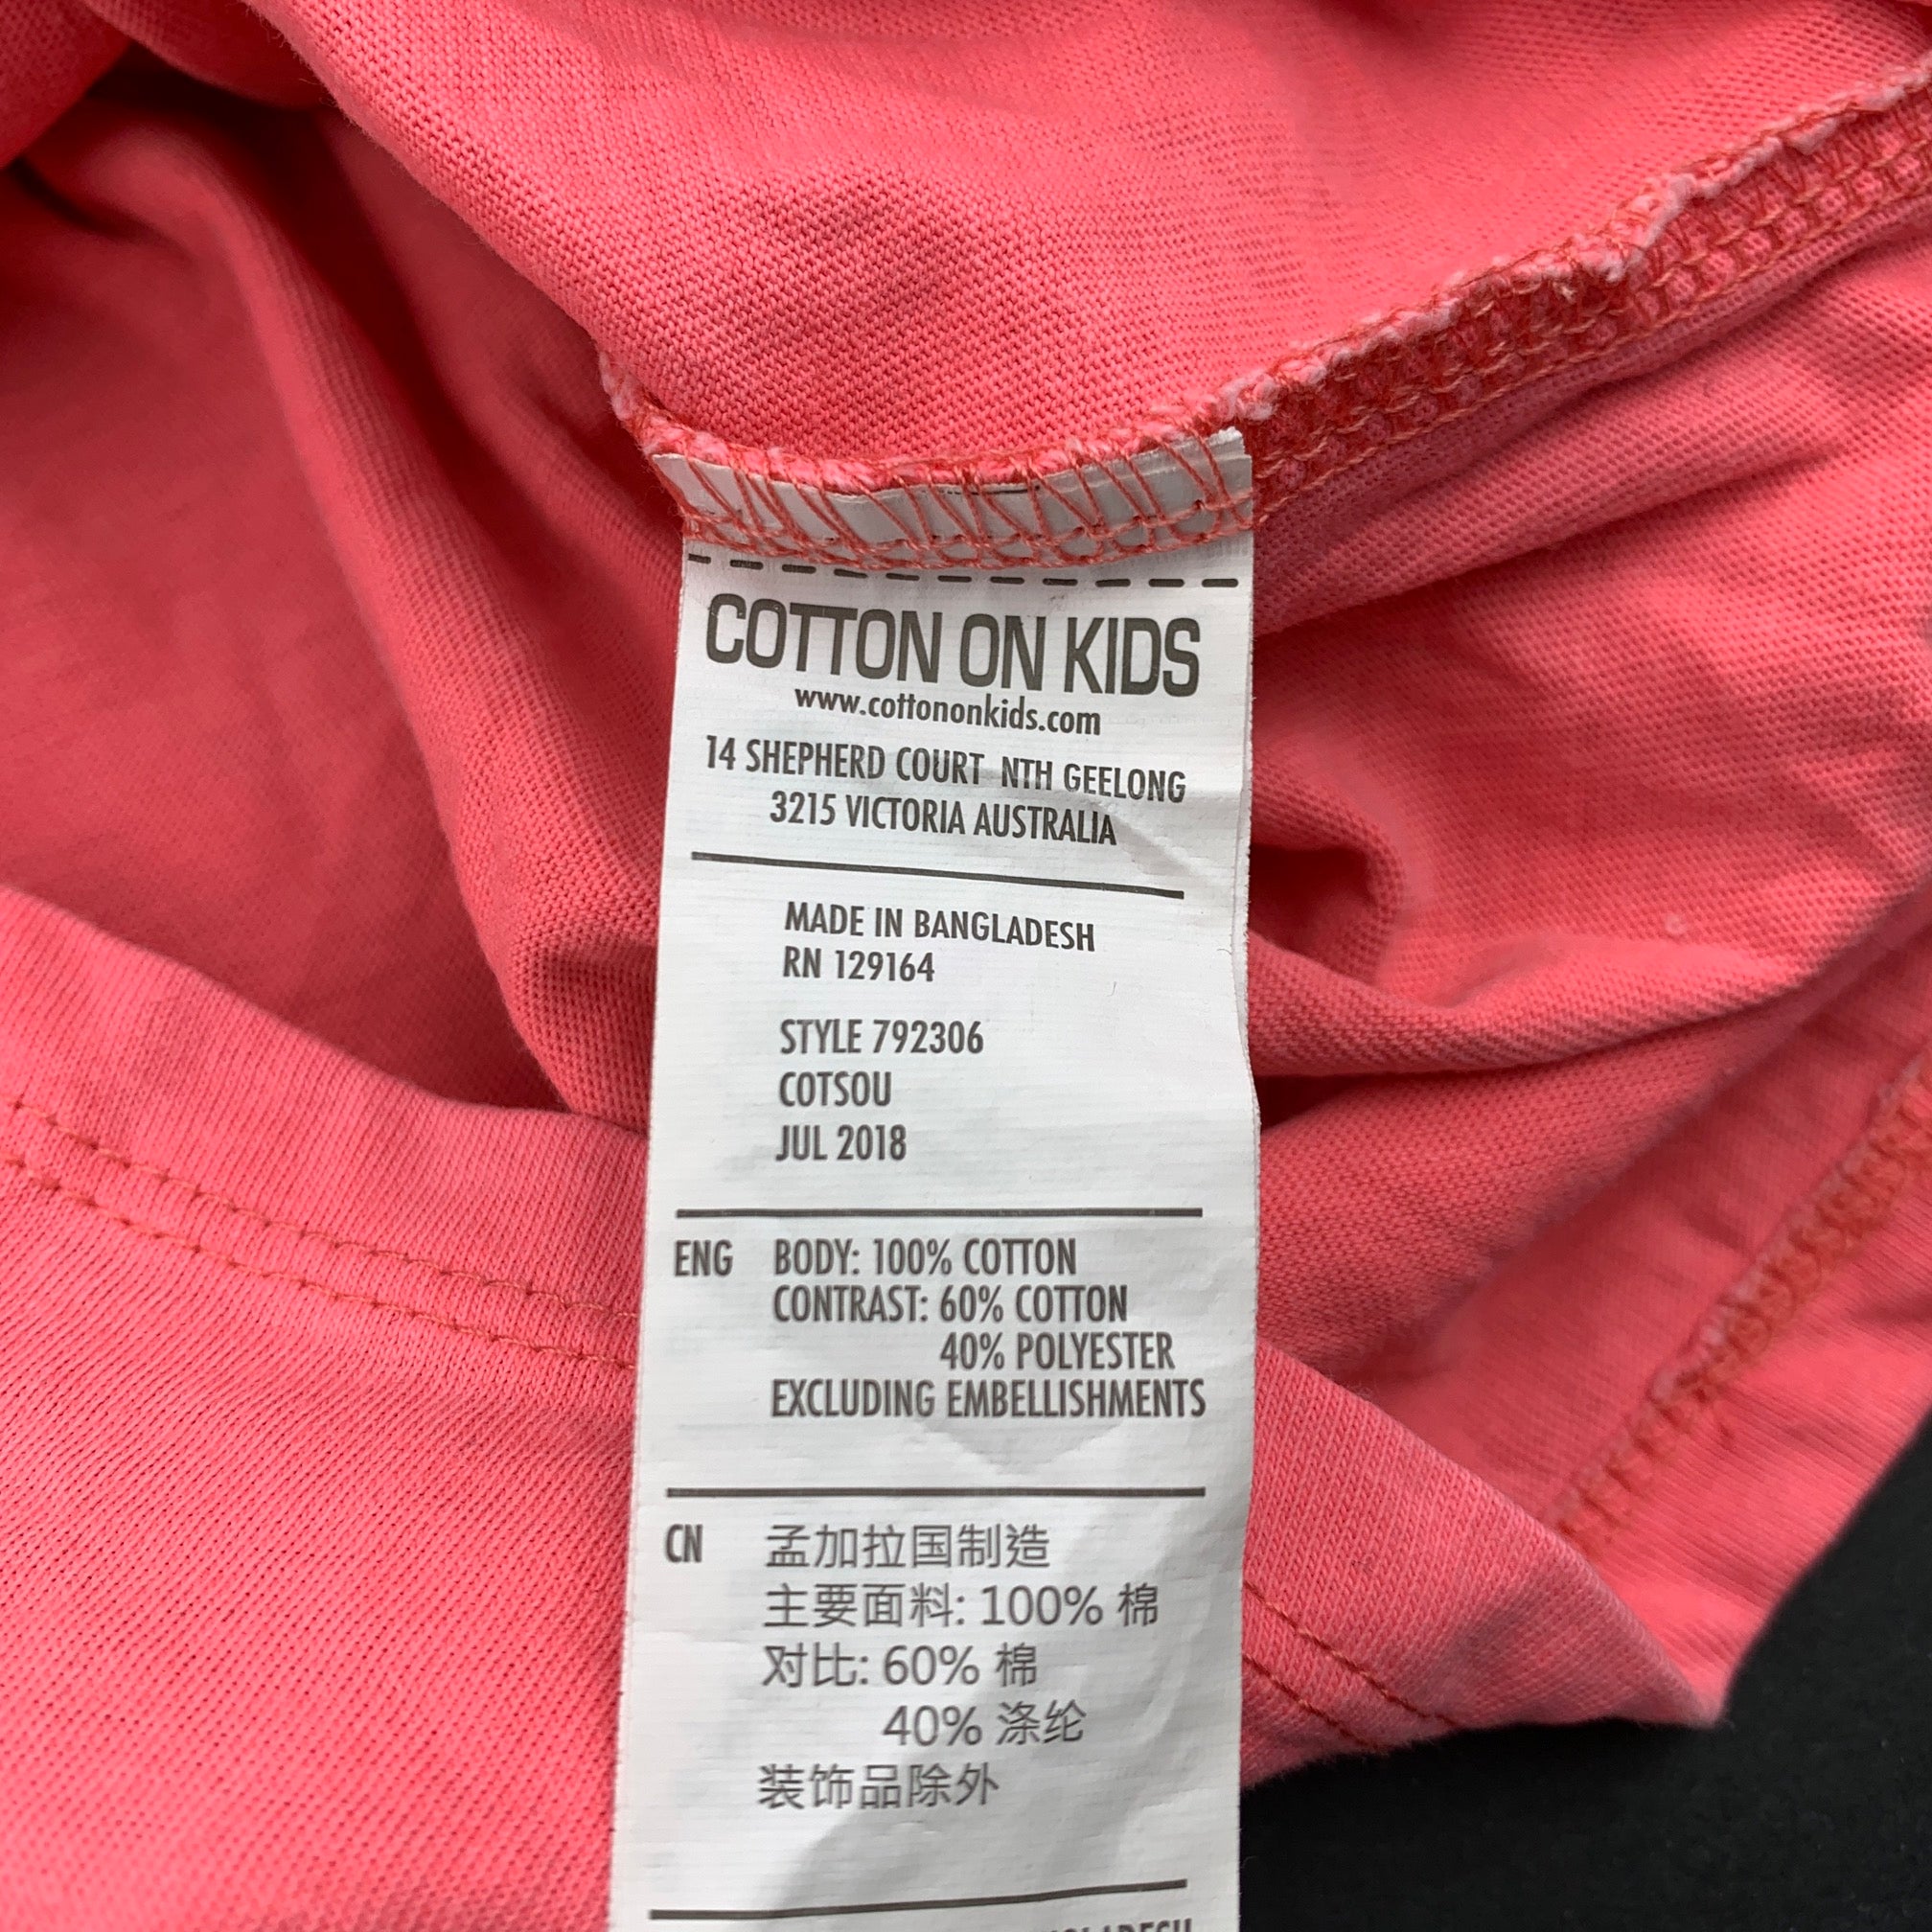 COTTON ON KIDS
www.cottononkids.com
14 SHEPHERD COURT NTH GEELONG
3215 VICTORIA AUSTRALIA
MADE IN BANGLADESH
RN 129164
STYLE 792306
COTSOU
JUL 2018
ENG BODY: 100% COTTON
CONTRAST: 60% COTTON
40% POLYESTER
EXCLUDING EMBELLISHMENTS
CN 孟加拉国制造
主要面料: 100% 棉
对比: 60% 棉
40% 涤纶
装饰品除外